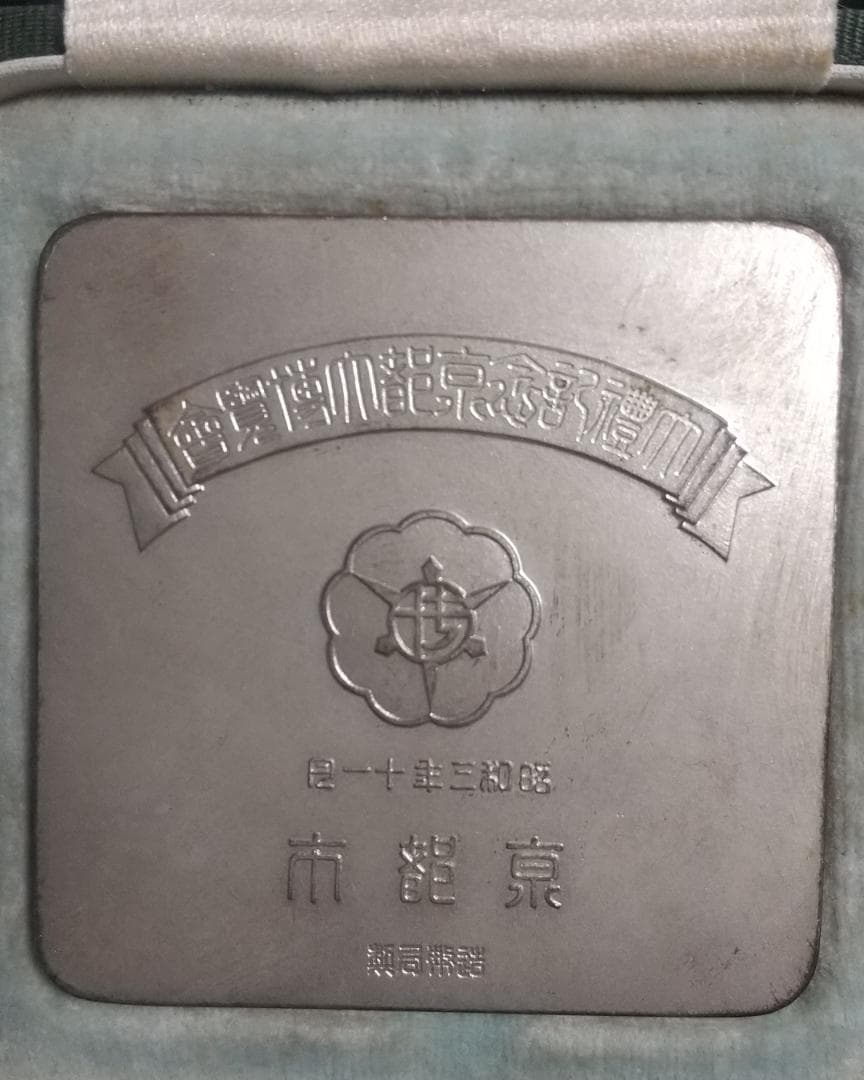 大禮記念京都大博覽會
昭和三年十一月
京都市
造幣局製